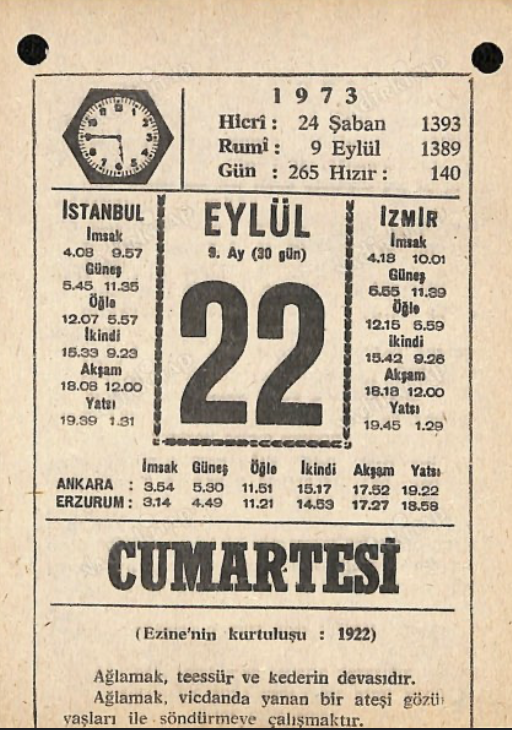 1973
Hicrî : 24 Şaban 1393
Rumî : 9 Eylül 1389
Gün : 265 Hızır : 140
İSTANBUL
İmsak
4.08 9.57
Güneş
5.45 11.35
Öğle
12.07 5.57
İkindi
15.33 9.23
Akşam
18.08 12.00
Yatsı
19.39 1.31
EYLÜL
9. Ay (30 gün)
22
İZMİR
İmsak
4.18 10.01
Güneş
5.55 11.39
Öğle
12.15 5.59
İkindi
15.42 9.26
Akşam
18.18 12.00
Yatsı
19.45 1.29
İmsak Güneş Öğle İkindi Akşam Yatsı
ANKARA : 3.54 5.30 11.51 15.17 17.52 19.22
ERZURUM : 3.14 4.49 11.21 14.53 17.27 18.58
CUMARTESİ
(Ezine'nin kurtuluşu : 1922)
Ağlamak, teessür ve kederin devasıdır.
Ağlamak, vicdanda yanan bir ateşi gözü
yaşları ile söndürmeye çalışmaktır.